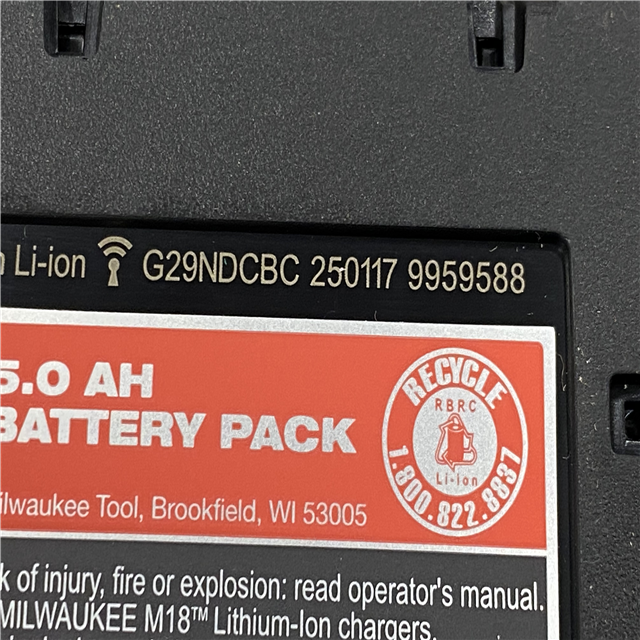 Li-ion G29NDCBC 250117 9959588
5.0 AH
BATTERY PACK
RECYCLE
RBRC
Li-Ion
1.800.822.8837
Milwaukee Tool, Brookfield, WI 53005
of injury, fire or explosion: read operator's manual.
MILWAUKEE M18™ Lithium-Ion chargers.